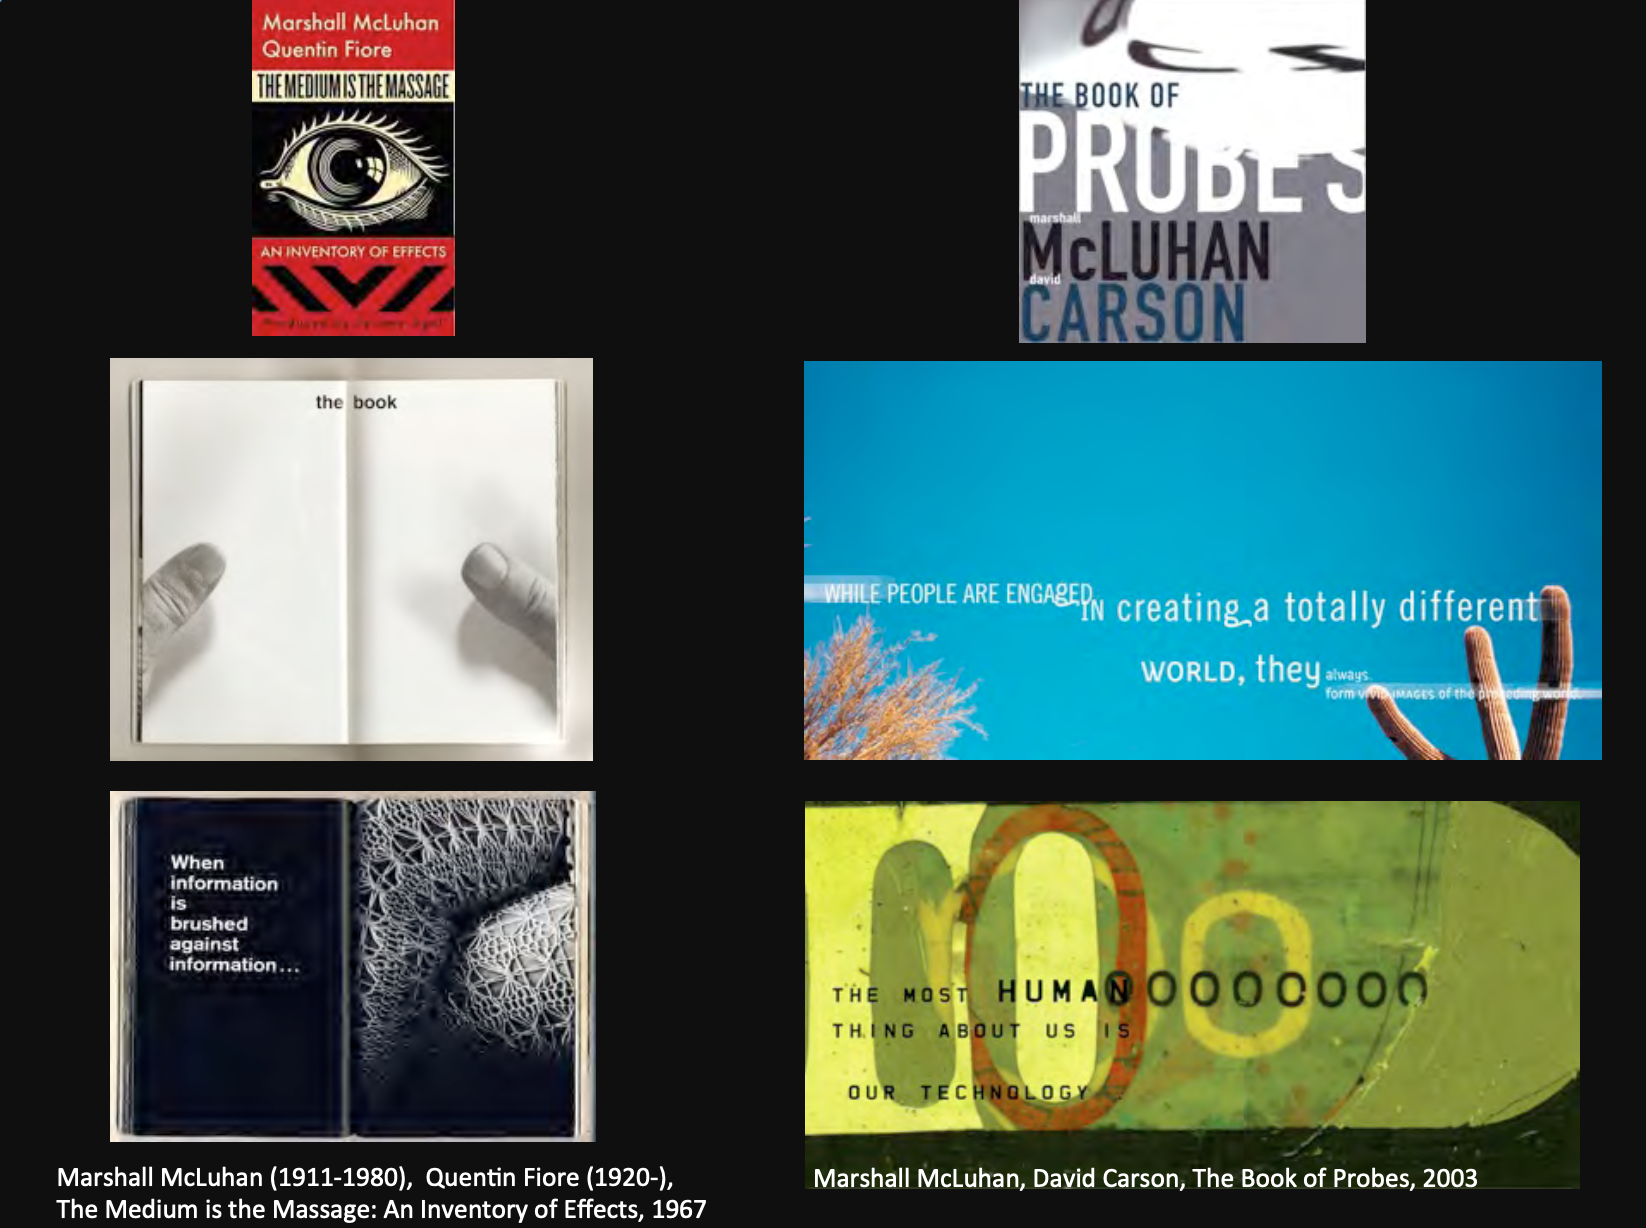 Marshall McLuhan
Quentin Fiore
THE MEDIUM IS THE MASSAGE
AN INVENTORY OF EFFECTS
the book
When
information
is
brushed
against
information...
Marshall McLuhan (1911-1980), Quentin Fiore (1920-),
The Medium is the Massage: An Inventory of Effects, 1967
THE BOOK OF
PROBES
marshall
McLUHAN
david
CARSON
WHILE PEOPLE ARE ENGAGED
IN creating a totally different
WORLD, they always
form vivid IMAGES of the preceding world.
THE MOST HUMANOOOOOOO
THING ABOUT US IS
OUR TECHNOLOGY
Marshall McLuhan, David Carson, The Book of Probes, 2003